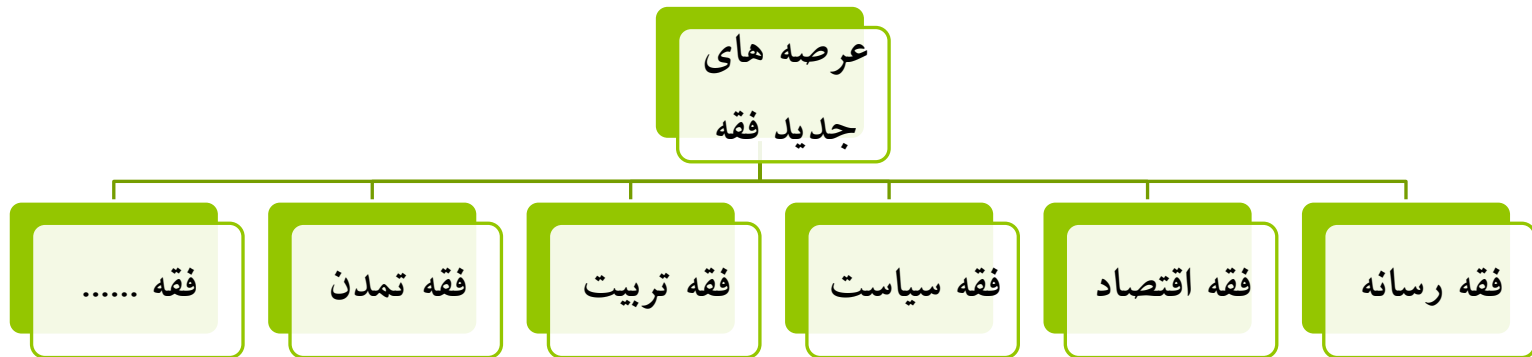 عرصه های
جدید فقه
فقه رسانه
فقه اقتصاد
فقه سیاست
فقه تربیت
فقه تمدن
فقه ......